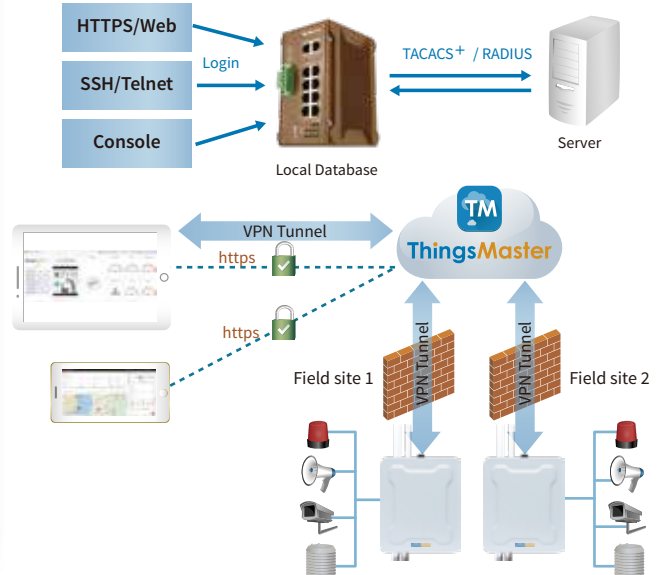 HTTPS/Web
SSH/Telnet
Console
Login
TACACS+ / RADIUS
Local Database
Server
TM
ThingsMaster
VPN Tunnel
https
https
VPN Tunnel
VPN Tunnel
Field site 1
Field site 2